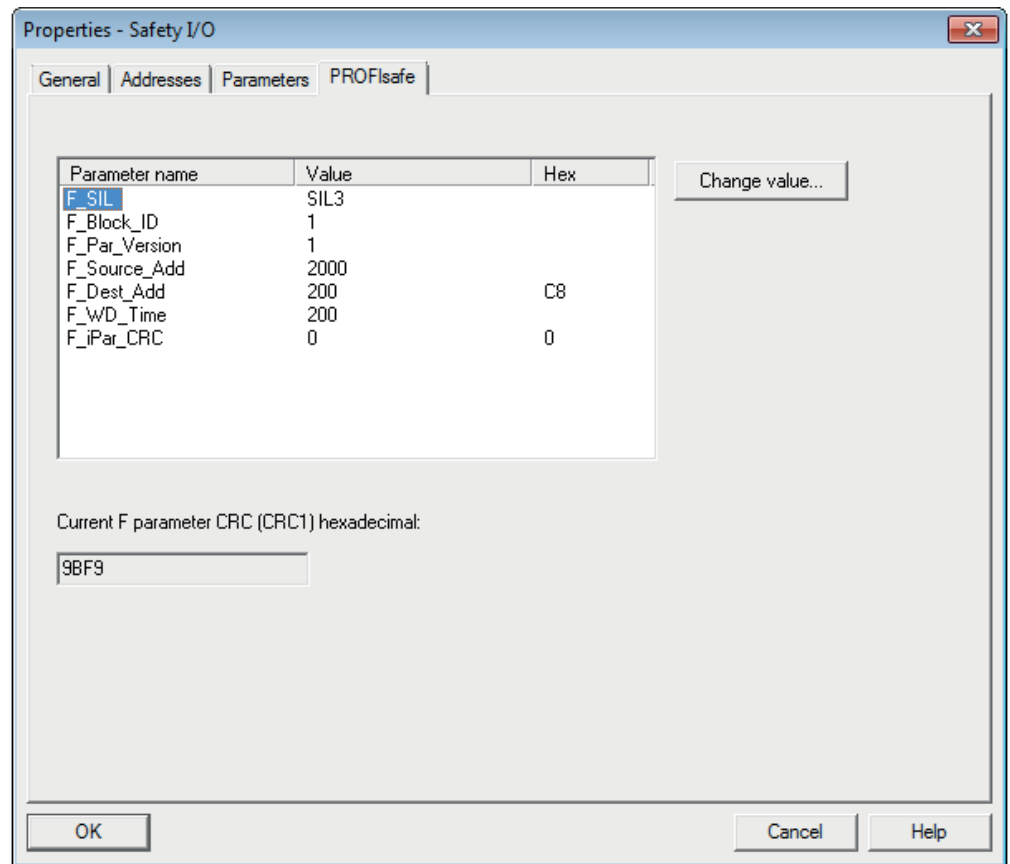 Properties - Safety I/O
General Addresses Parameters PROFIsafe
Parameter name Value Hex
Change value...
F_SIL SIL3
F_Block_ID 1
F_Par_Version 1
F_Source_Add 2000
F_Dest_Add 200 C8
F_WD_Time 200
F_iPar_CRC 0 0
Current F parameter CRC (CRC1) hexadecimal:
9BF9
OK Cancel Help